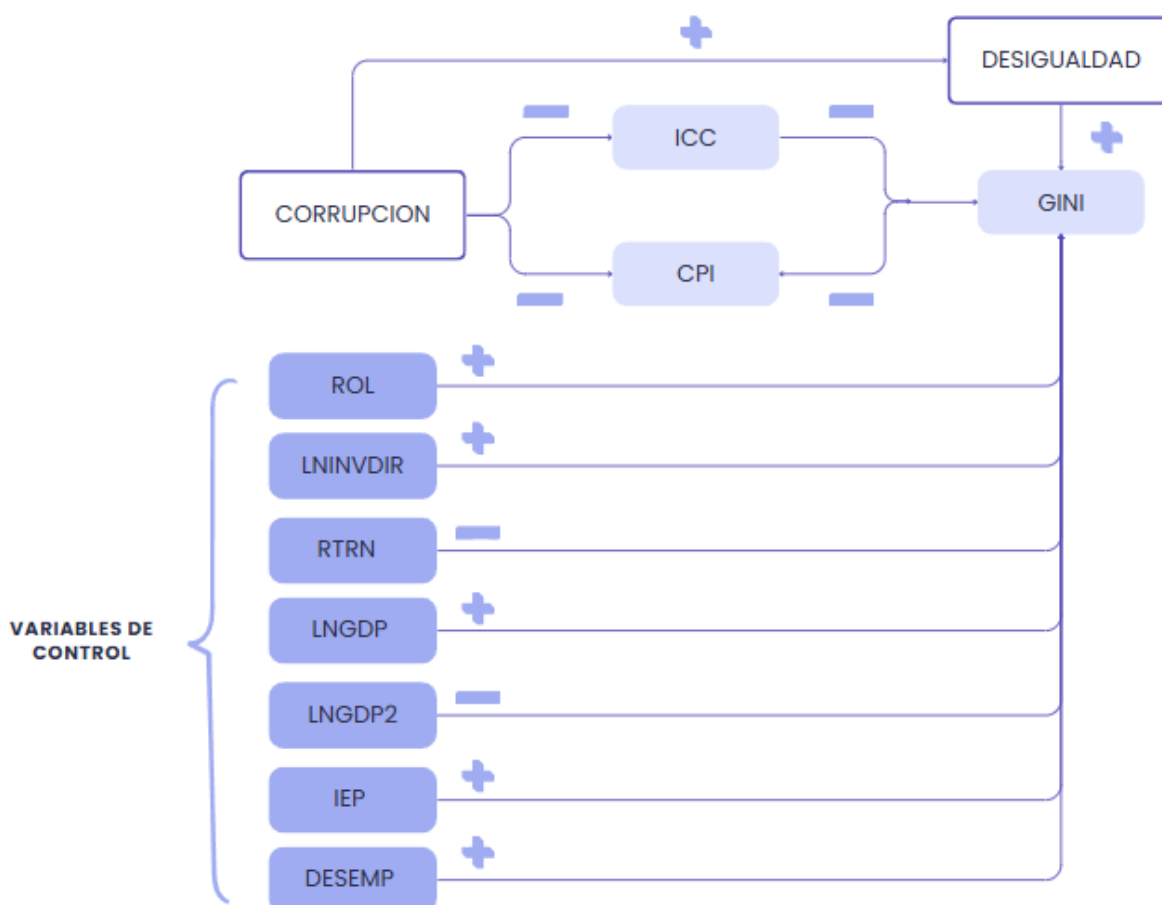 DESIGUALDAD
ICC
CORRUPCION
GINI
CPI
ROL
LNINVDIR
RTRN
LNGDP
VARIABLES DE
CONTROL
LNGDP2
IEP
DESEMP